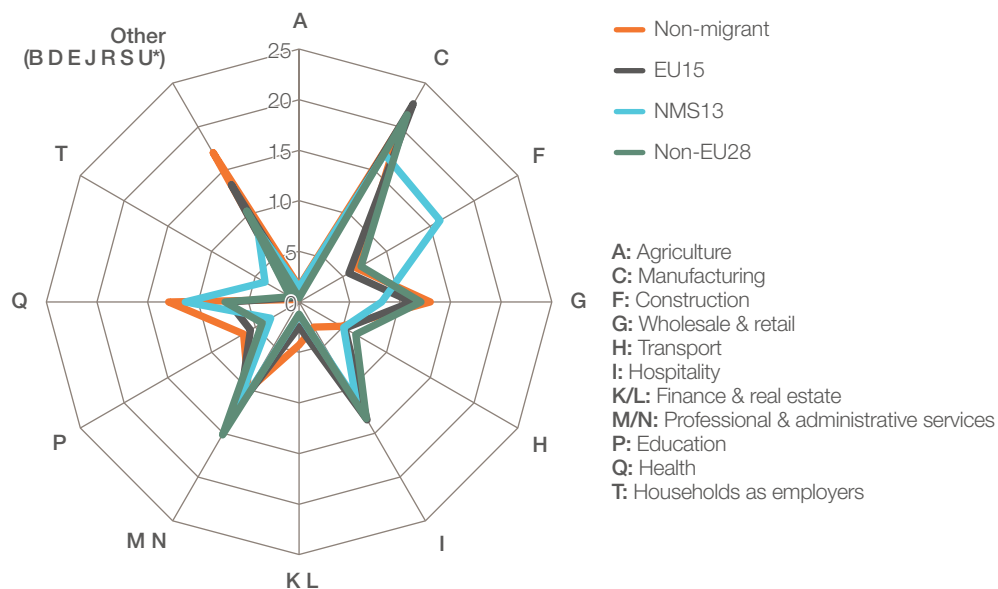 A
Other
(B D E J R S U*)
25
20
15
10
5
0
C
T
F
Q
G
P
H
M N
I
K L
Non-migrant
EU15
NMS13
Non-EU28
A: Agriculture
C: Manufacturing
F: Construction
G: Wholesale & retail
H: Transport
I: Hospitality
K/L: Finance & real estate
M/N: Professional & administrative services
P: Education
Q: Health
T: Households as employers